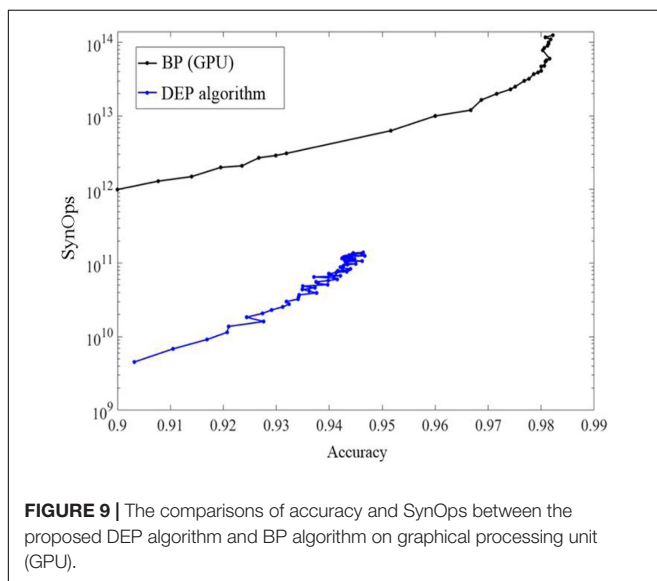 10^14
10^13
10^12
10^11
10^10
10^9
SynOps
BP (GPU)
DEP algorithm
0.9 0.91 0.92 0.93 0.94 0.95 0.96 0.97 0.98 0.99
Accuracy
FIGURE 9 | The comparisons of accuracy and SynOps between the
proposed DEP algorithm and BP algorithm on graphical processing unit
(GPU).